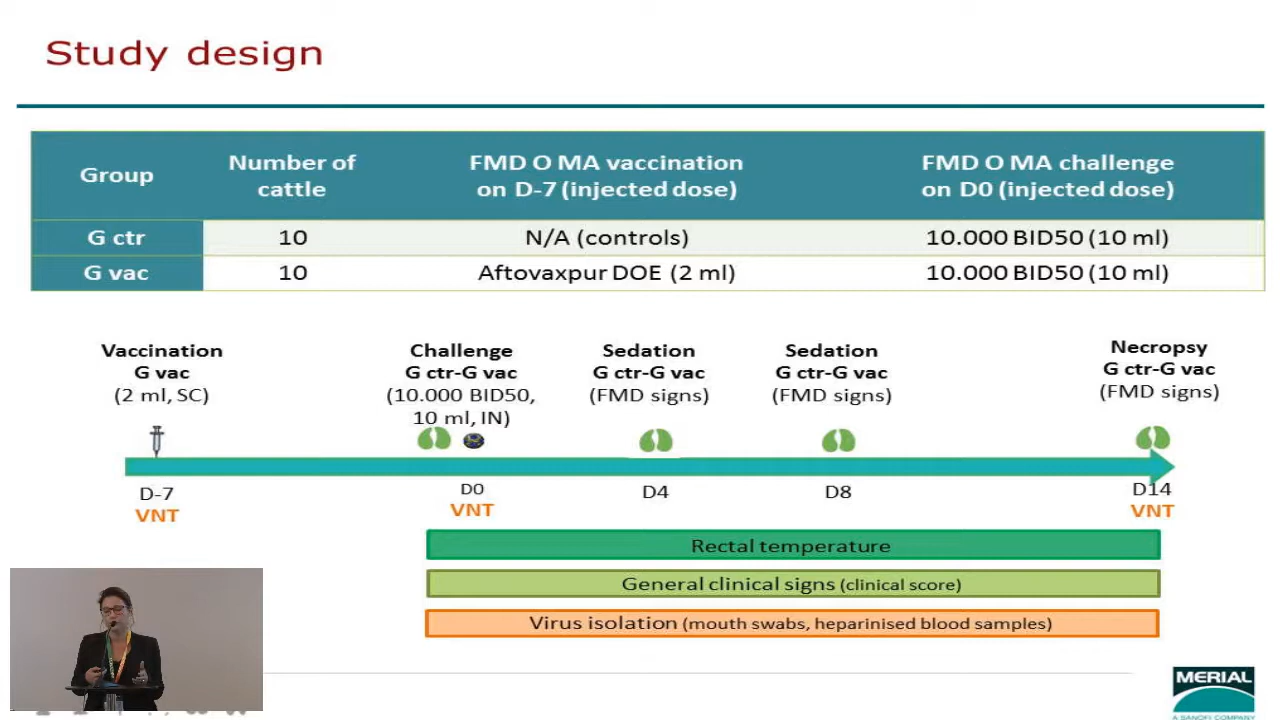 Study design
Group
Number of
cattle
FMD O MA vaccination
on D-7 (injected dose)
FMD O MA challenge
on D0 (injected dose)
G ctr 10 N/A (controls) 10.000 BID50 (10 ml)
G vac 10 Aftovaxpur DOE (2 ml) 10.000 BID50 (10 ml)
Vaccination
G vac
(2 ml, SC)
Challenge
G ctr-G vac
(10.000 BID50,
10 ml, IN)
Sedation
G ctr-G vac
(FMD signs)
Sedation
G ctr-G vac
(FMD signs)
Necropsy
G ctr-G vac
(FMD signs)
D-7
VNT
D0
VNT
D4
D8
D14
VNT
Rectal temperature
General clinical signs (clinical score)
Virus isolation (mouth swabs, heparinised blood samples)
MERIAL
A SANOFI COMPANY